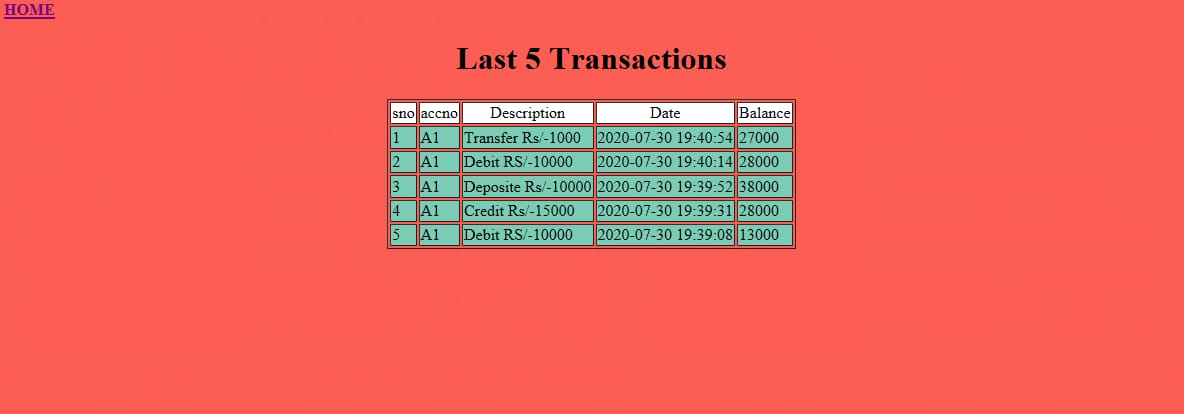 HOME
Last 5 Transactions
sno accno Description Date Balance
1 A1 Transfer Rs/-1000 2020-07-30 19:40:54 27000
2 A1 Debit RS/-10000 2020-07-30 19:40:14 28000
3 A1 Deposite Rs/-10000 2020-07-30 19:39:52 38000
4 A1 Credit Rs/-15000 2020-07-30 19:39:31 28000
5 A1 Debit RS/-10000 2020-07-30 19:39:08 13000